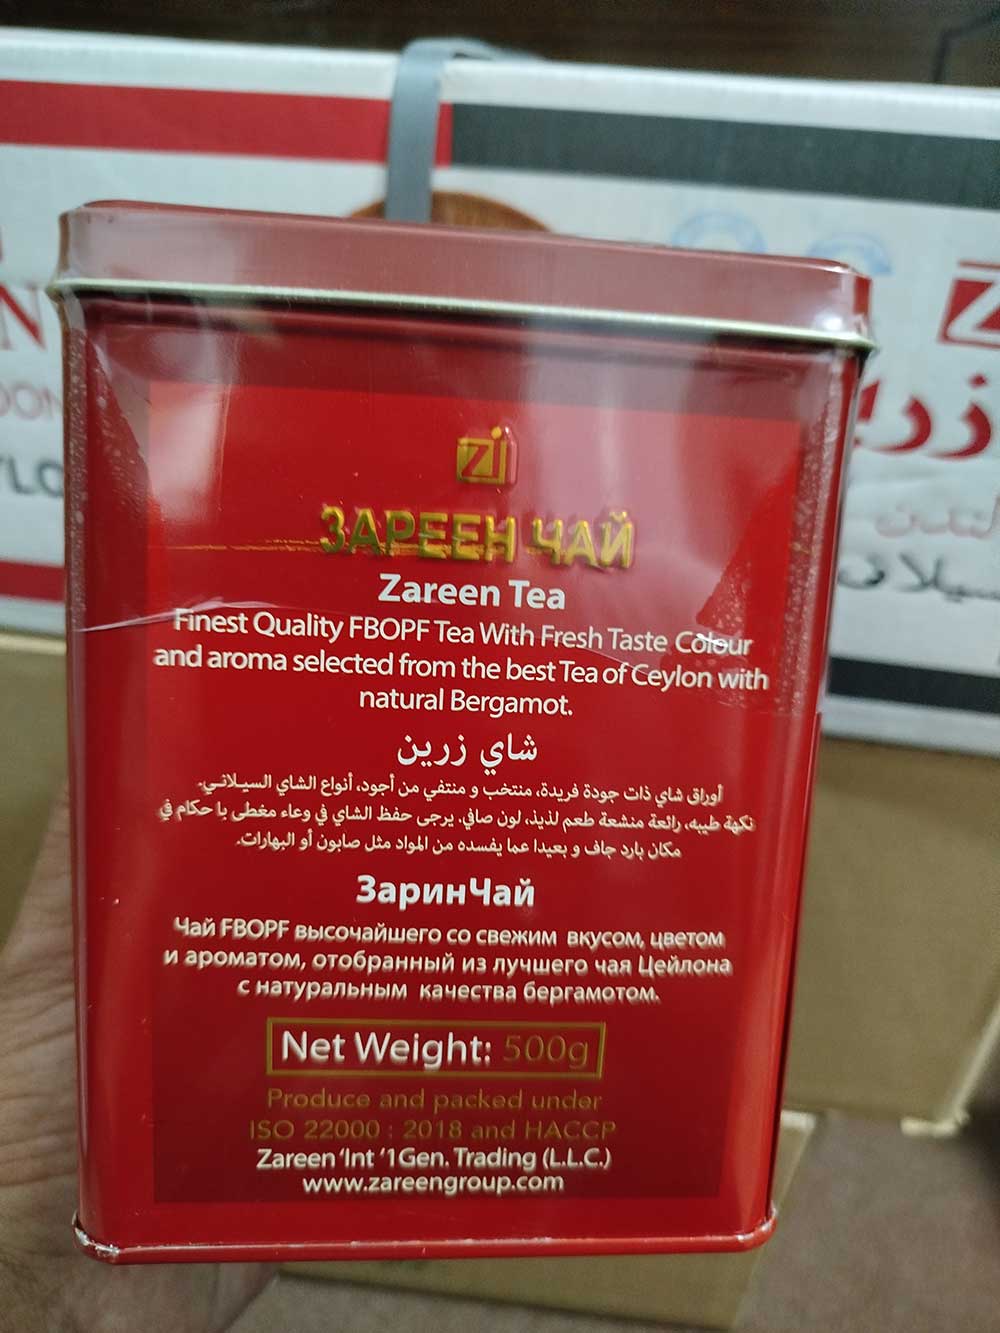 zi
ЗАРЕЕН ЧАЙ
Zareen Tea
Finest Quality FBOPF Tea With Fresh Taste Colour
and aroma selected from the best Tea of Ceylon with
natural Bergamot.
شاي زرين
أوراق شاي ذات جودة فريدة، منتخب و منتفي من أجود، أنواع الشاي السيلاني.
نكهة طيبه، رائعة منشعة طعم لذيذ، لون صافي. يرجى حفظ الشاي في وعاء مغطى با حكام في
مكان بارد جاف و بعيدا عما يفسده من المواد مثل صابون أو البهارات.
ЗаринЧай
Чай FBOPF высочайшего со свежим вкусом, цветом
и ароматом, отобранный из лучшего чая Цейлона
с натуральным качества бергамотом.
Net Weight: 500g
Produce and packed under
ISO 22000 : 2018 and HACCP
Zareen ‘Int ‘1Gen. Trading (L.L.C.)
www.zareengroup.com